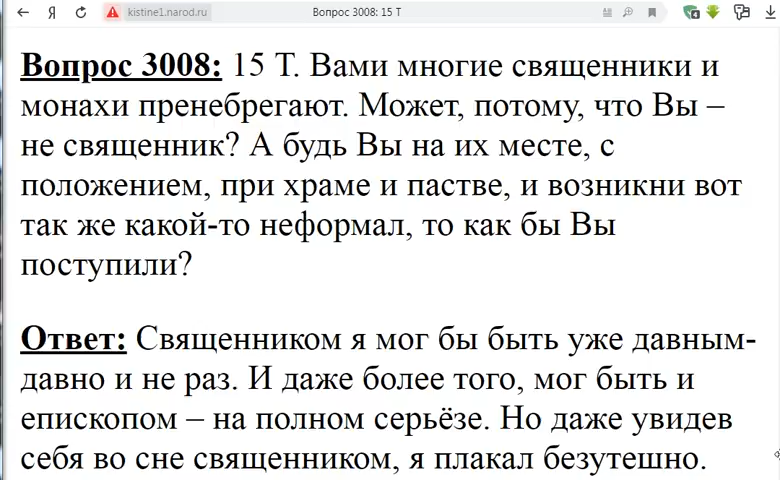 Я kistine1.narod.ru Вопрос 3008: 15 Т 4
Вопрос 3008: 15 Т. Вами многие священники и
монахи пренебрегают. Может, потому, что Вы –
не священник? А будь Вы на их месте, с
положением, при храме и пастве, и возникни вот
так же какой-то неформал, то как бы Вы
поступили?
Ответ: Священником я мог бы быть уже давным-
давно и не раз. И даже более того, мог быть и
епископом – на полном серьёзе. Но даже увидев
себя во сне священником, я плакал безутешно.